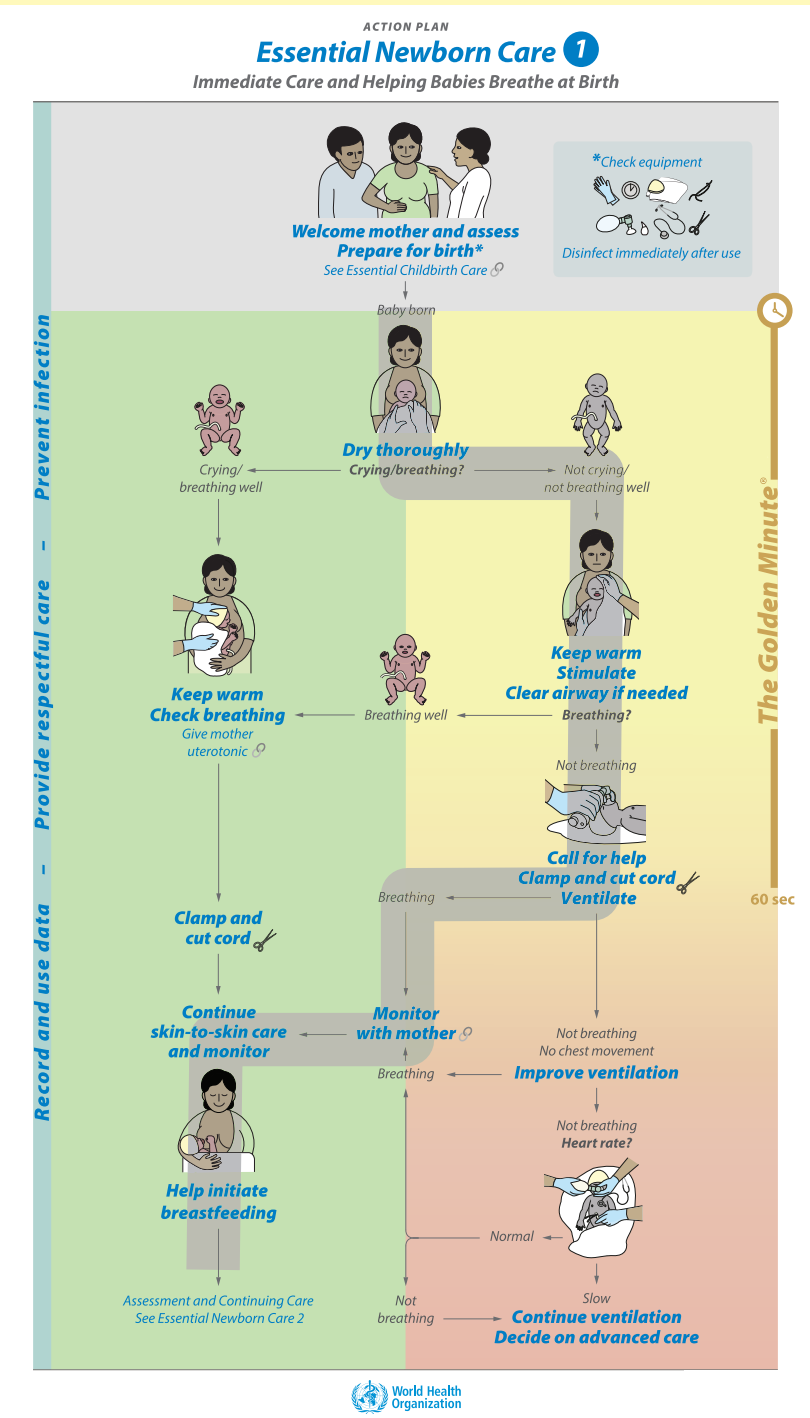 ACTION PLAN
Essential Newborn Care 1
Immediate Care and Helping Babies Breathe at Birth
Welcome mother and assess
Prepare for birth*
See Essential Childbirth Care
*Check equipment
Disinfect immediately after use
Baby born
Dry thoroughly
Crying/breathing?
Crying/
breathing well
Not crying/
not breathing well
Keep warm
Stimulate
Clear airway if needed
Breathing?
Breathing well
Keep warm
Check breathing
Give mother
uterotonic
Not breathing
Call for help
Clamp and cut cord
Ventilate
Breathing
Clamp and
cut cord
Continue
skin-to-skin care
and monitor
Monitor
with mother
Not breathing
No chest movement
Improve ventilation
Breathing
Not breathing
Heart rate?
Help initiate
breastfeeding
Normal
Assessment and Continuing Care
See Essential Newborn Care 2
Not
breathing
Slow
Continue ventilation
Decide on advanced care
Record and use data – Provide respectful care – Prevent infection
The Golden Minute®
60 sec
World Health
Organization